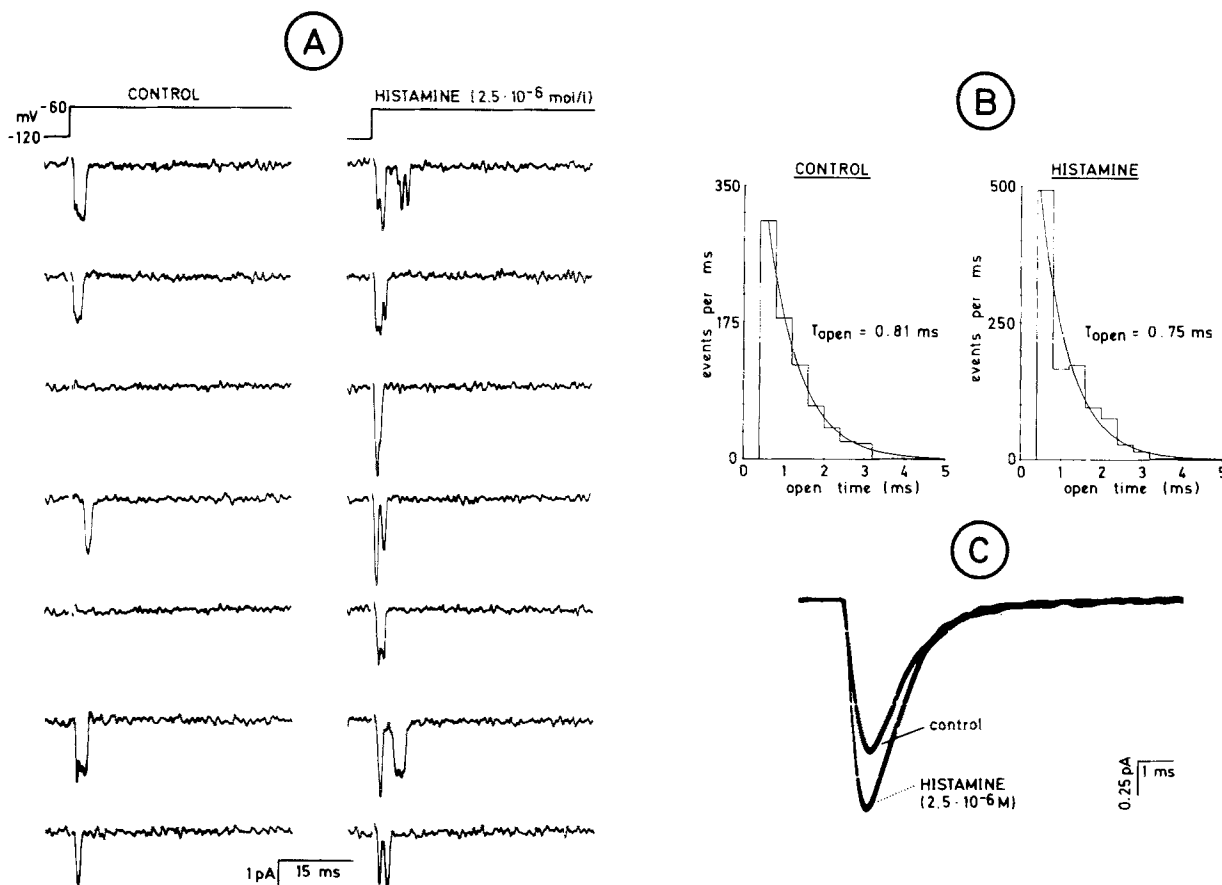 A
CONTROL
HISTAMINE (2.5·10⁻⁶ mol/l)
mV
-60
-120
1 pA
15 ms
B
CONTROL
HISTAMINE
350
175
0
events per ms
Topen = 0.81 ms
0 1 2 3 4 5
open time (ms)
500
250
0
events per ms
Topen = 0.75 ms
0 1 2 3 4 5
open time (ms)
C
control
HISTAMINE
(2,5·10⁻⁶M)
0.25 pA
1 ms